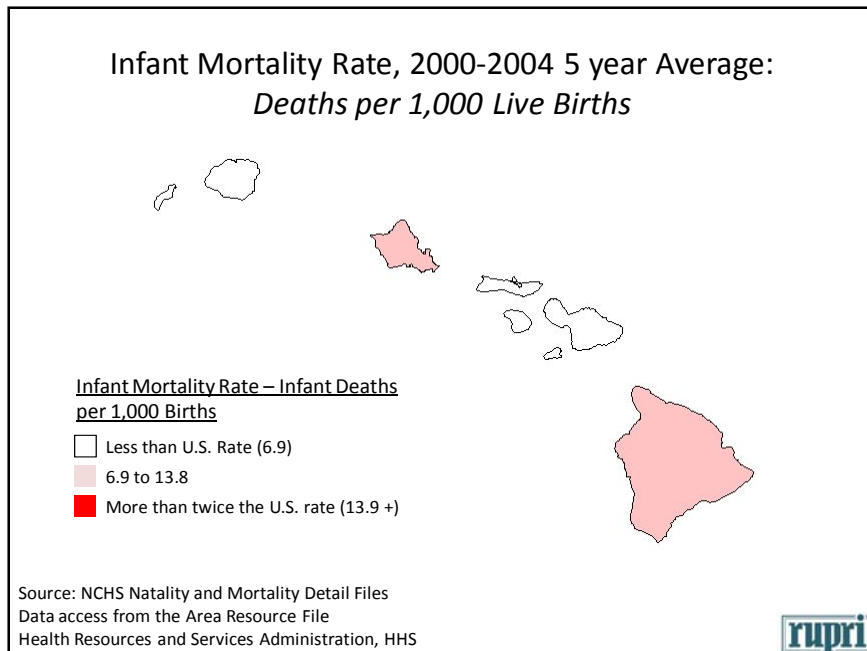 Infant Mortality Rate, 2000-2004 5 year Average:
Deaths per 1,000 Live Births
Infant Mortality Rate – Infant Deaths
per 1,000 Births
Less than U.S. Rate (6.9)
6.9 to 13.8
More than twice the U.S. rate (13.9 +)
Source: NCHS Natality and Mortality Detail Files
Data access from the Area Resource File
Health Resources and Services Administration, HHS
rupri